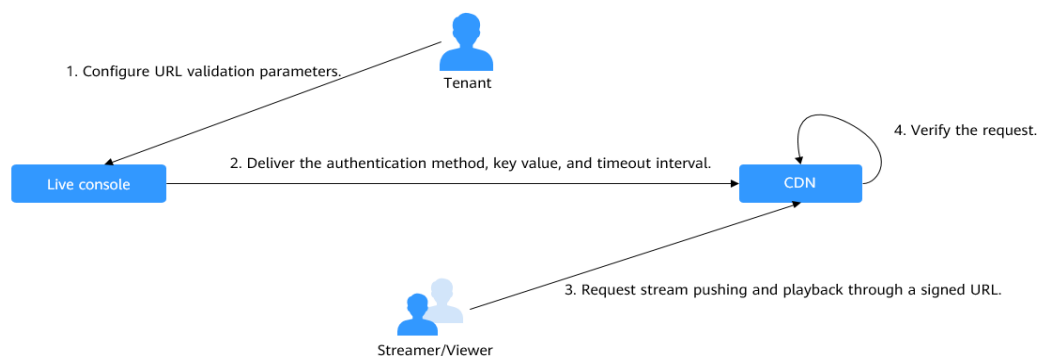 Tenant
1. Configure URL validation parameters.
2. Deliver the authentication method, key value, and timeout interval.
4. Verify the request.
Live console
CDN
3. Request stream pushing and playback through a signed URL.
Streamer/Viewer